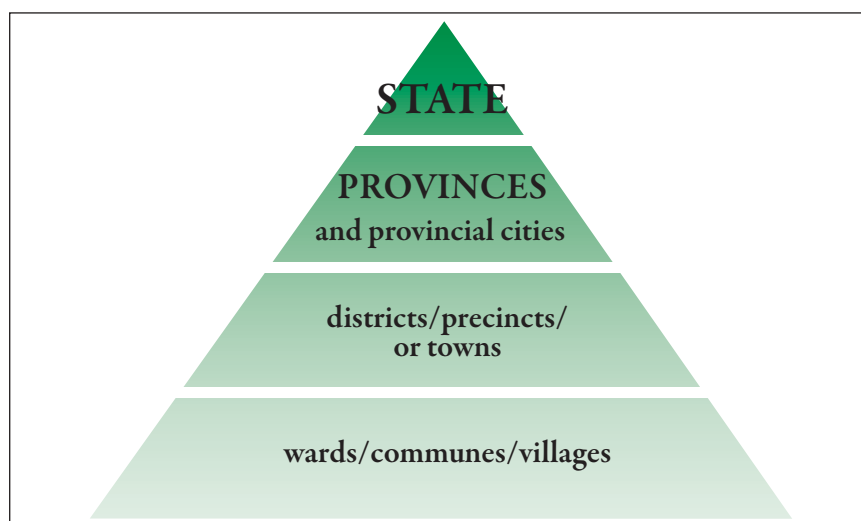 STATE
PROVINCES
and provincial cities
districts/precincts/
or towns
wards/communes/villages